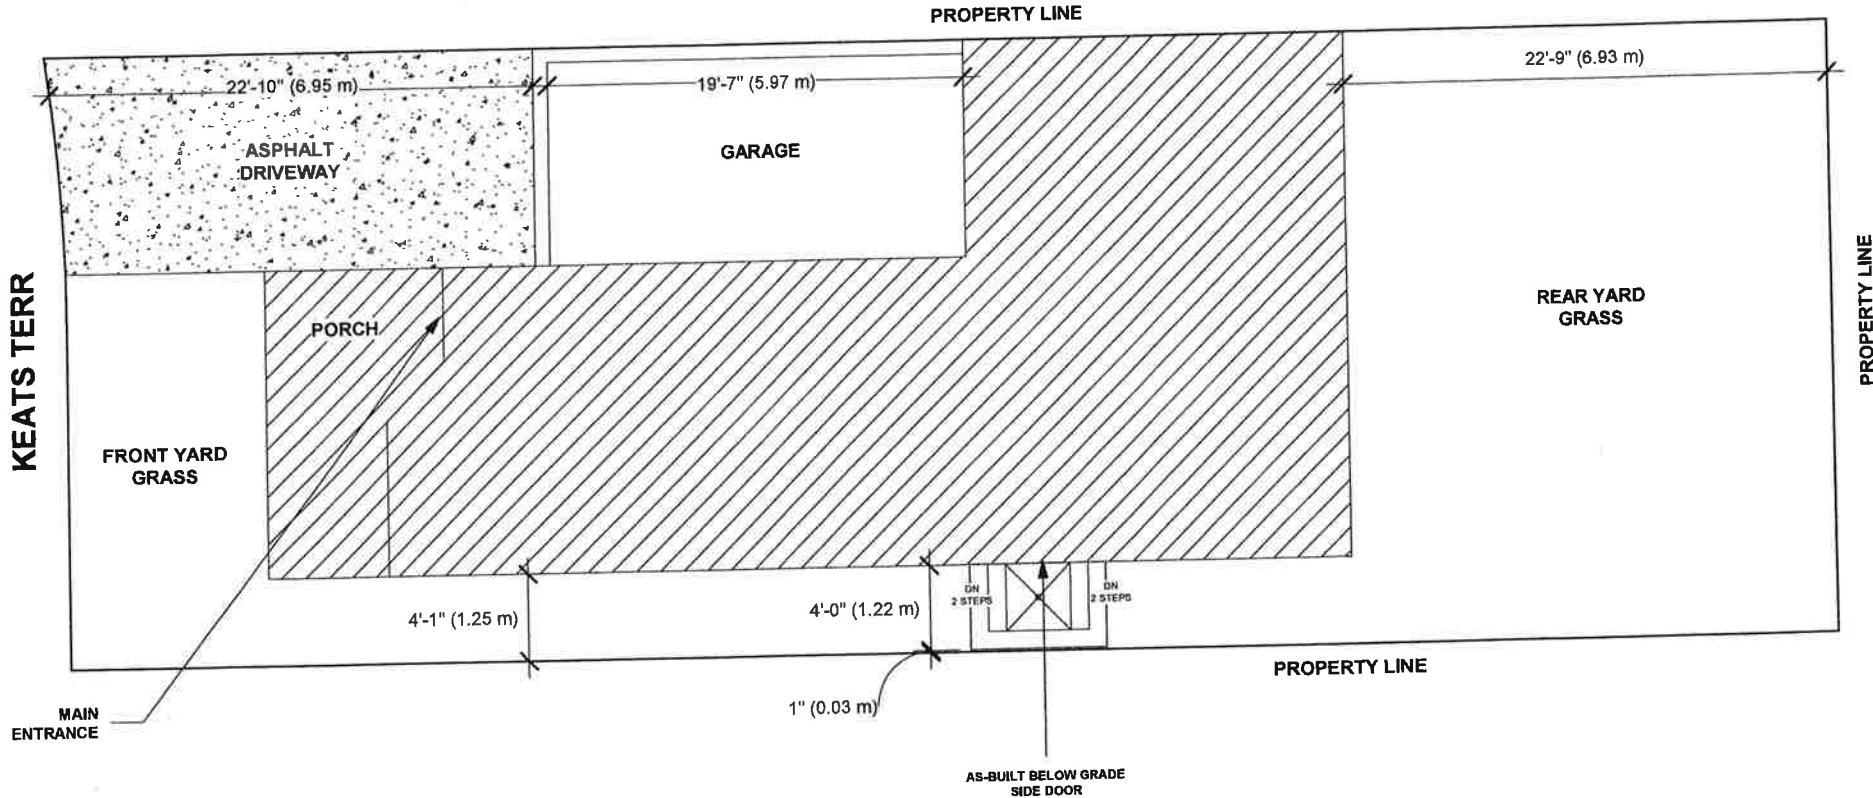 PROPERTY LINE
22'-10" (6.95 m)
19'-7" (5.97 m)
22'-9" (6.93 m)
ASPHALT
DRIVEWAY
GARAGE
KEATS TERR
PORCH
REAR YARD
GRASS
PROPERTY LINE
FRONT YARD
GRASS
4'-1" (1.25 m)
4'-0" (1.22 m)
DN
2 STEPS
DN
2 STEPS
1" (0.03 m)
PROPERTY LINE
MAIN
ENTRANCE
AS-BUILT BELOW GRADE
SIDE DOOR